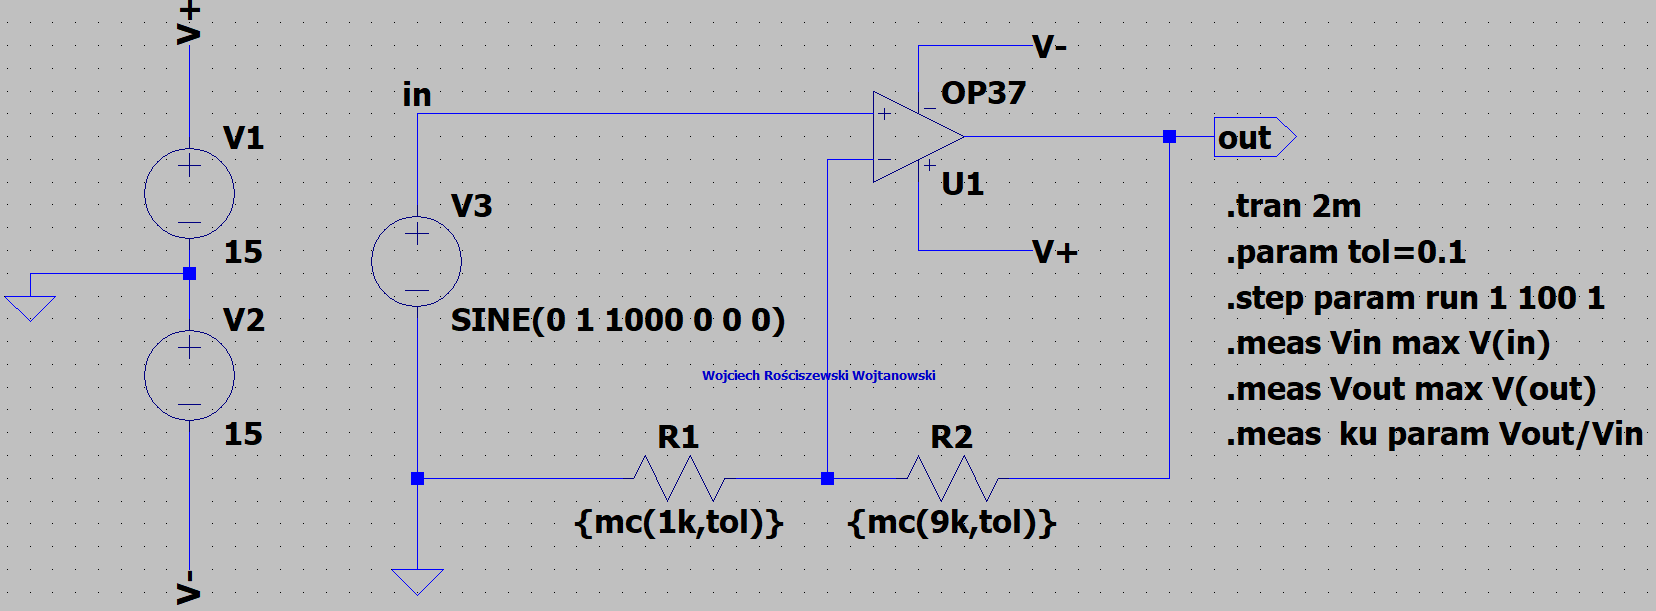 V+
V1
15
V2
15
V-
in
V3
SINE(0 1 1000 0 0 0)
V-
OP37
U1
V+
out
Wojciech Rościszewski Wojtanowski
R1
{mc(1k,tol)}
R2
{mc(9k,tol)}
.tran 2m
.param tol=0.1
.step param run 1 100 1
.meas Vin max V(in)
.meas Vout max V(out)
.meas  ku param Vout/Vin